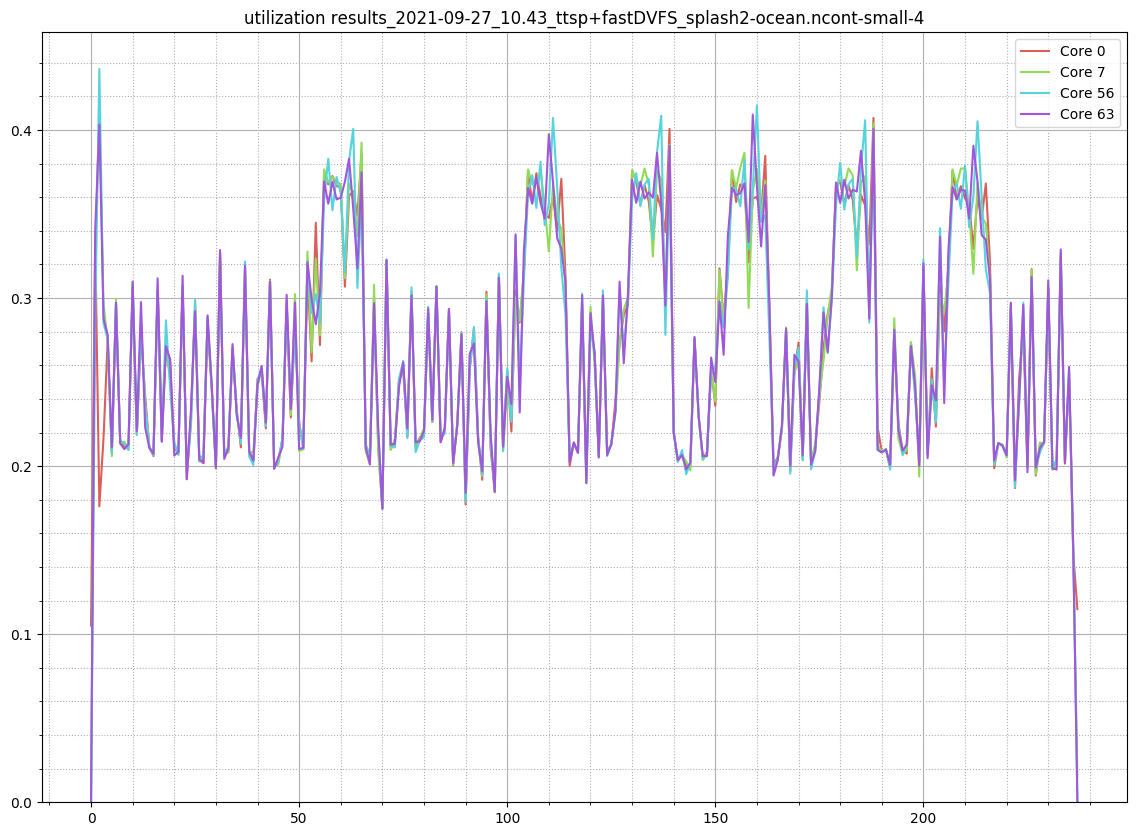 utilization results_2021-09-27_10.43_ttsp+fastDVFS_splash2-ocean.ncont-small-4
Core 0
Core 7
Core 56
Core 63
0.4
0.3
0.2
0.1
0.0
0 50 100 150 200